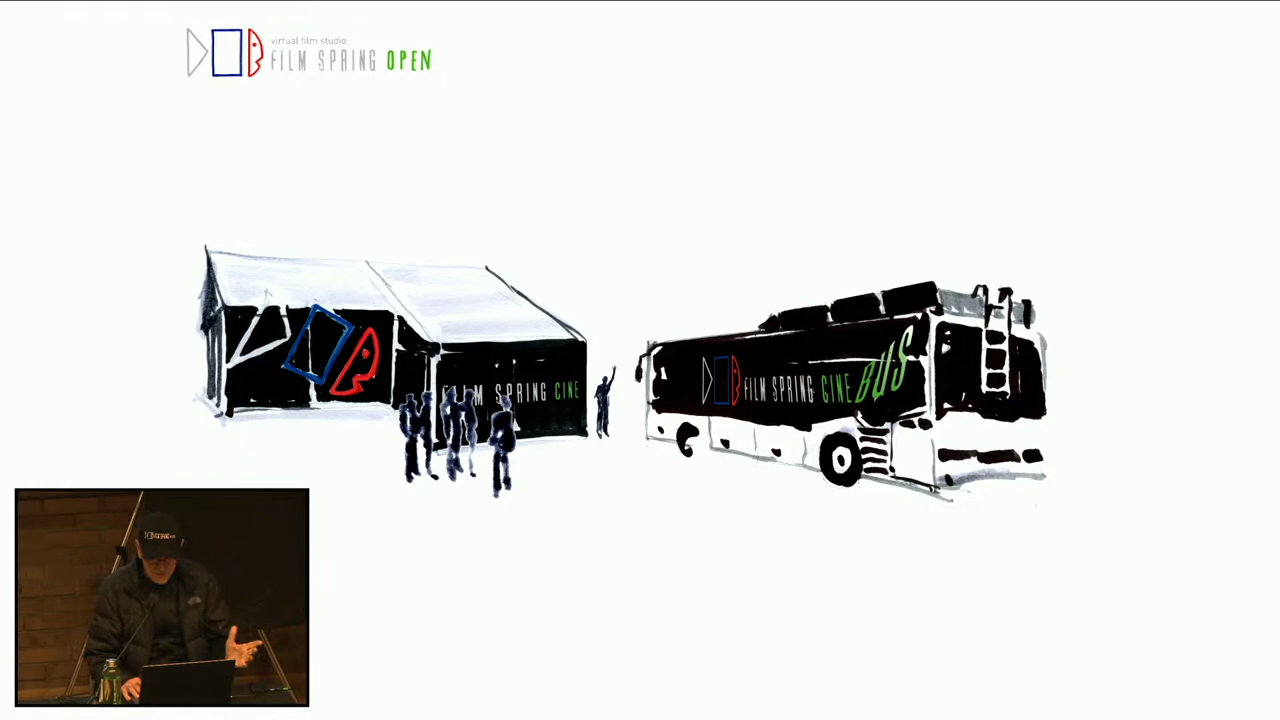 virtual film studio
FILM SPRING OPEN
FILM SPRING CINE
FILM SPRING CINE BUS